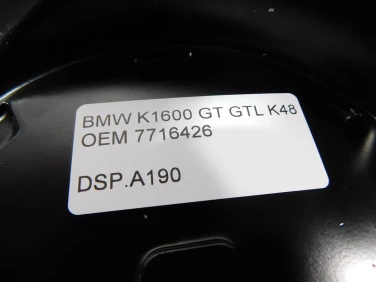 BMW K1600 GT GTL K48
OEM 7716426
DSP.A190